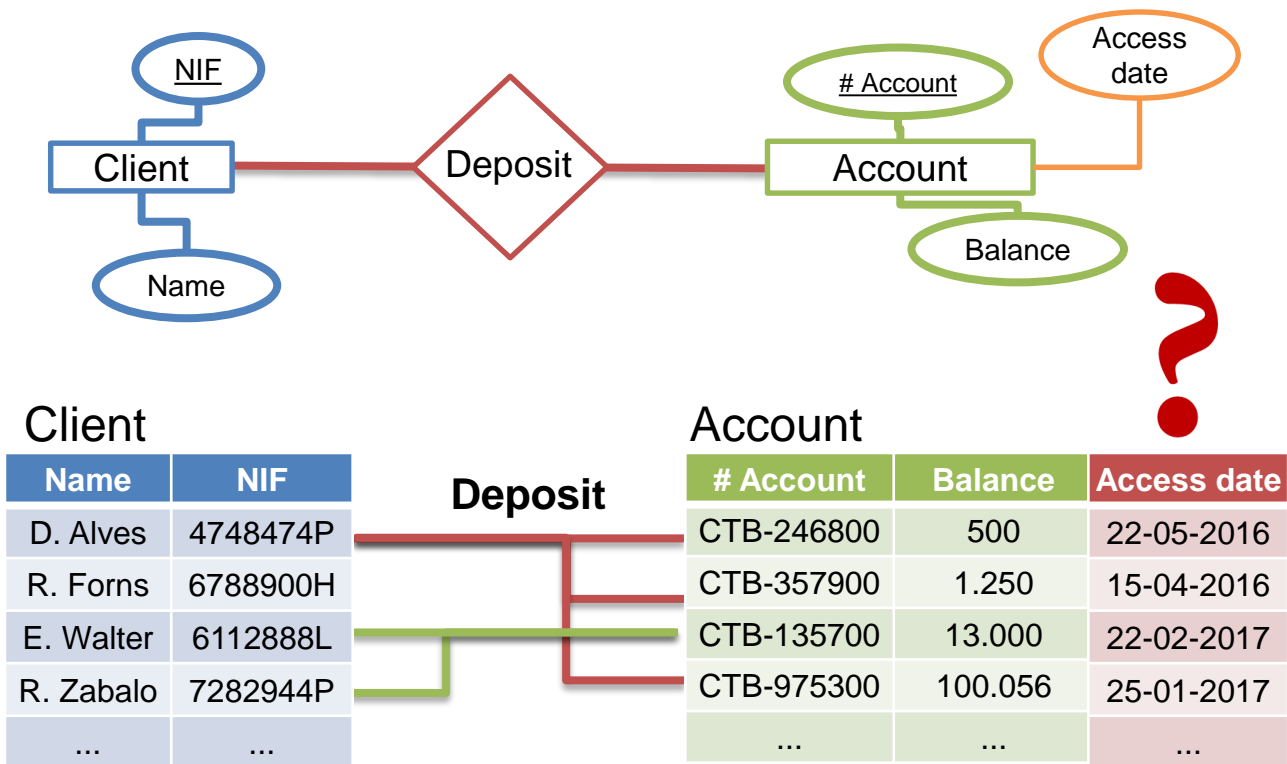 NIF
Client
Name
Deposit
# Account
Account
Balance
Access
date
?
Client
Name NIF
D. Alves 4748474P
R. Forns 6788900H
E. Walter 6112888L
R. Zabalo 7282944P
... ...
Deposit
Account
# Account Balance Access date
CTB-246800 500 22-05-2016
CTB-357900 1.250 15-04-2016
CTB-135700 13.000 22-02-2017
CTB-975300 100.056 25-01-2017
... ... ...